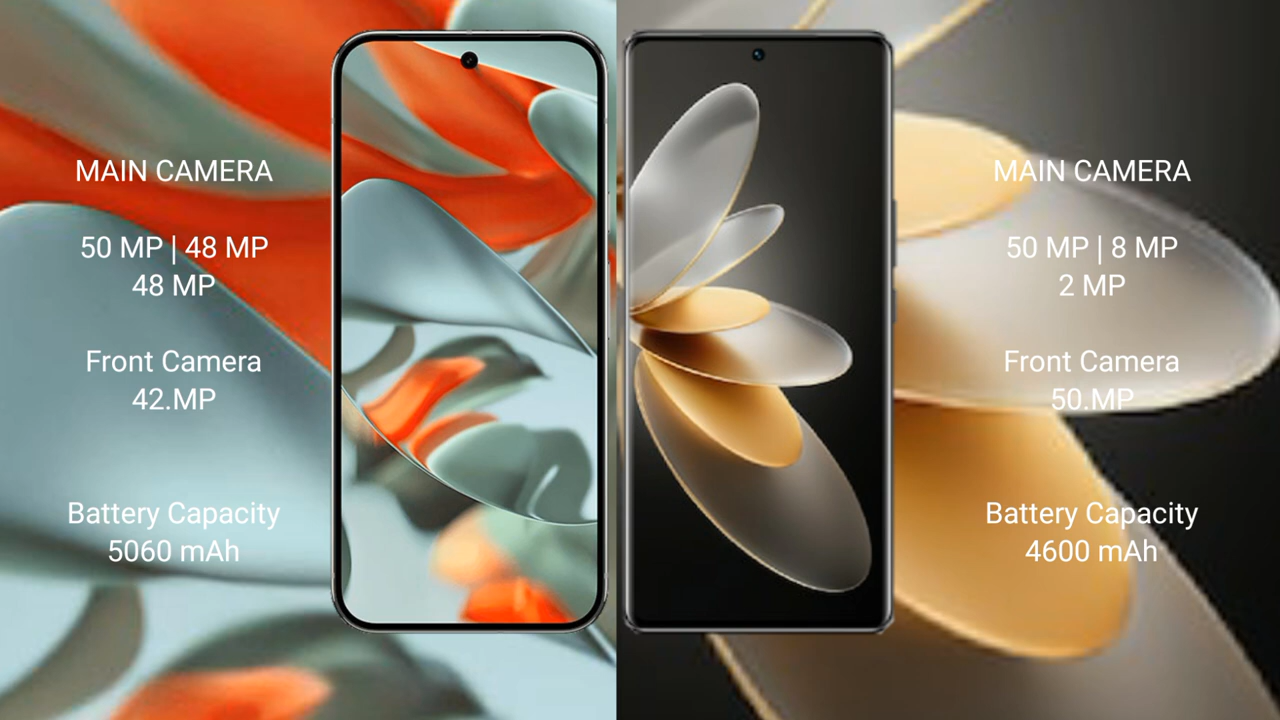 MAIN CAMERA
50 MP | 48 MP
48 MP
Front Camera
42.MP
Battery Capacity
5060 mAh
MAIN CAMERA
50 MP | 8 MP
2 MP
Front Camera
50.MP
Battery Capacity
4600 mAh